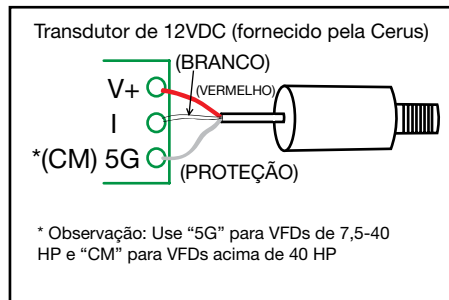 Transdutor de 12VDC (fornecido pela Cerus)
(BRANCO)
V+
(VERMELHO)
I
*(CM) 5G
(PROTEÇÃO)
* Observação: Use “5G” para VFDs de 7,5-40
HP e “CM” para VFDs acima de 40 HP